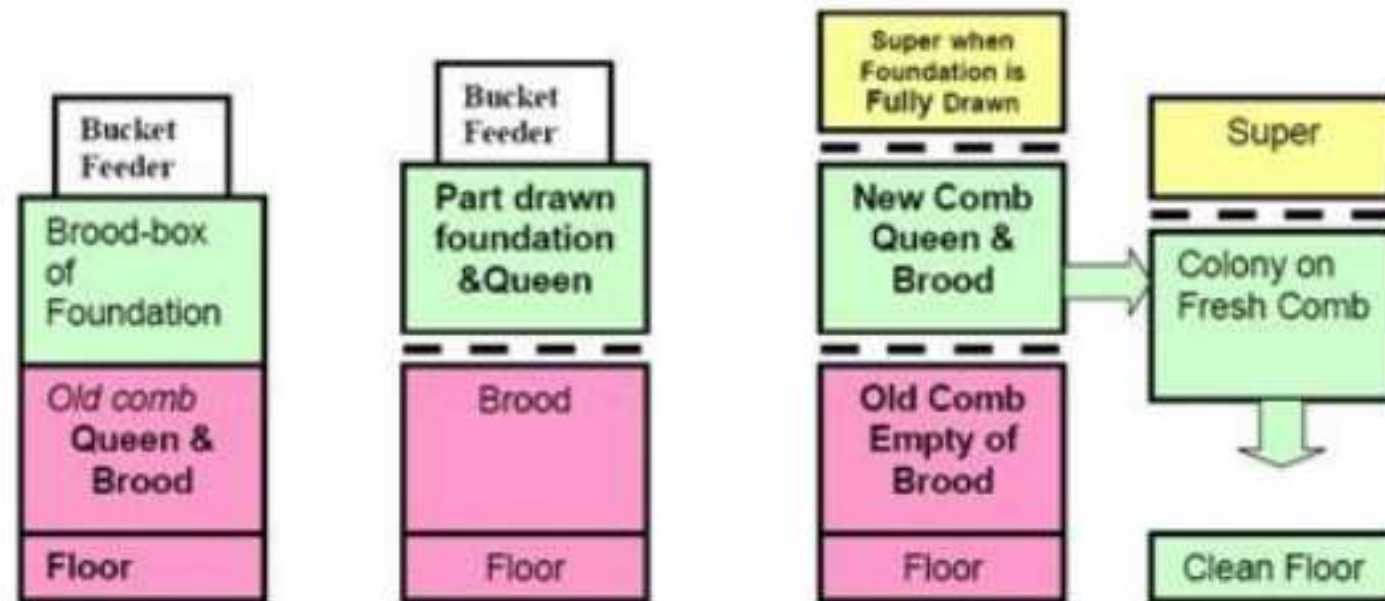 Bucket
Feeder
Brood-box
of
Foundation
Old comb
Queen &
Brood
Floor
Bucket
Feeder
Part drawn
foundation
&Queen
Brood
Floor
Super when
Foundation is
Fully Drawn
New Comb
Queen &
Brood
Old Comb
Empty of
Brood
Floor
Super
Colony on
Fresh Comb
Clean Floor